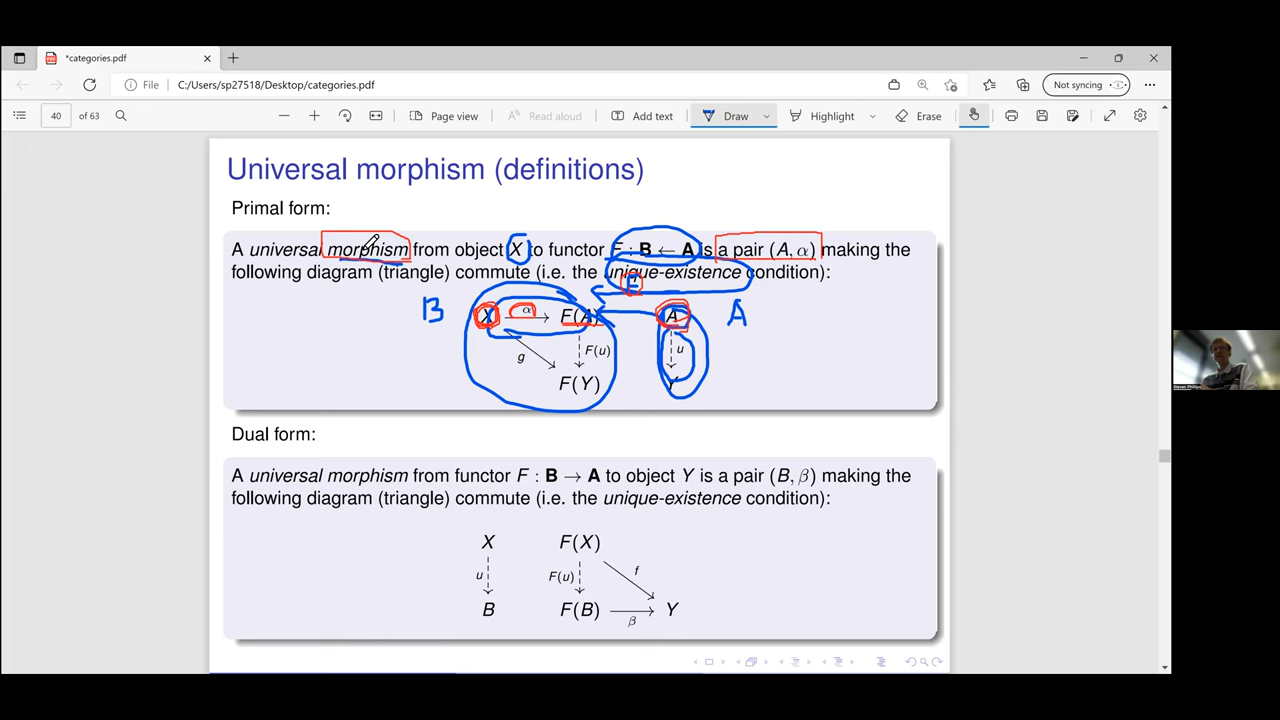 *categories.pdf
File C:/Users/sp27518/Desktop/categories.pdf Not syncing
40 of 63 Page view Read aloud Add text Draw Highlight Erase
Universal morphism (definitions)
Primal form:
A universal morphism from object X to functor F : B ← A is a pair (A, α) making the
following diagram (triangle) commute (i.e. the unique-existence condition):
F
B X α F(A) A A
g F(u) u
F(Y) Y
Dual form:
A universal morphism from functor F : B → A to object Y is a pair (B, β) making the
following diagram (triangle) commute (i.e. the unique-existence condition):
X F(X)
u F(u) f
B F(B) β Y
Steven Phillips